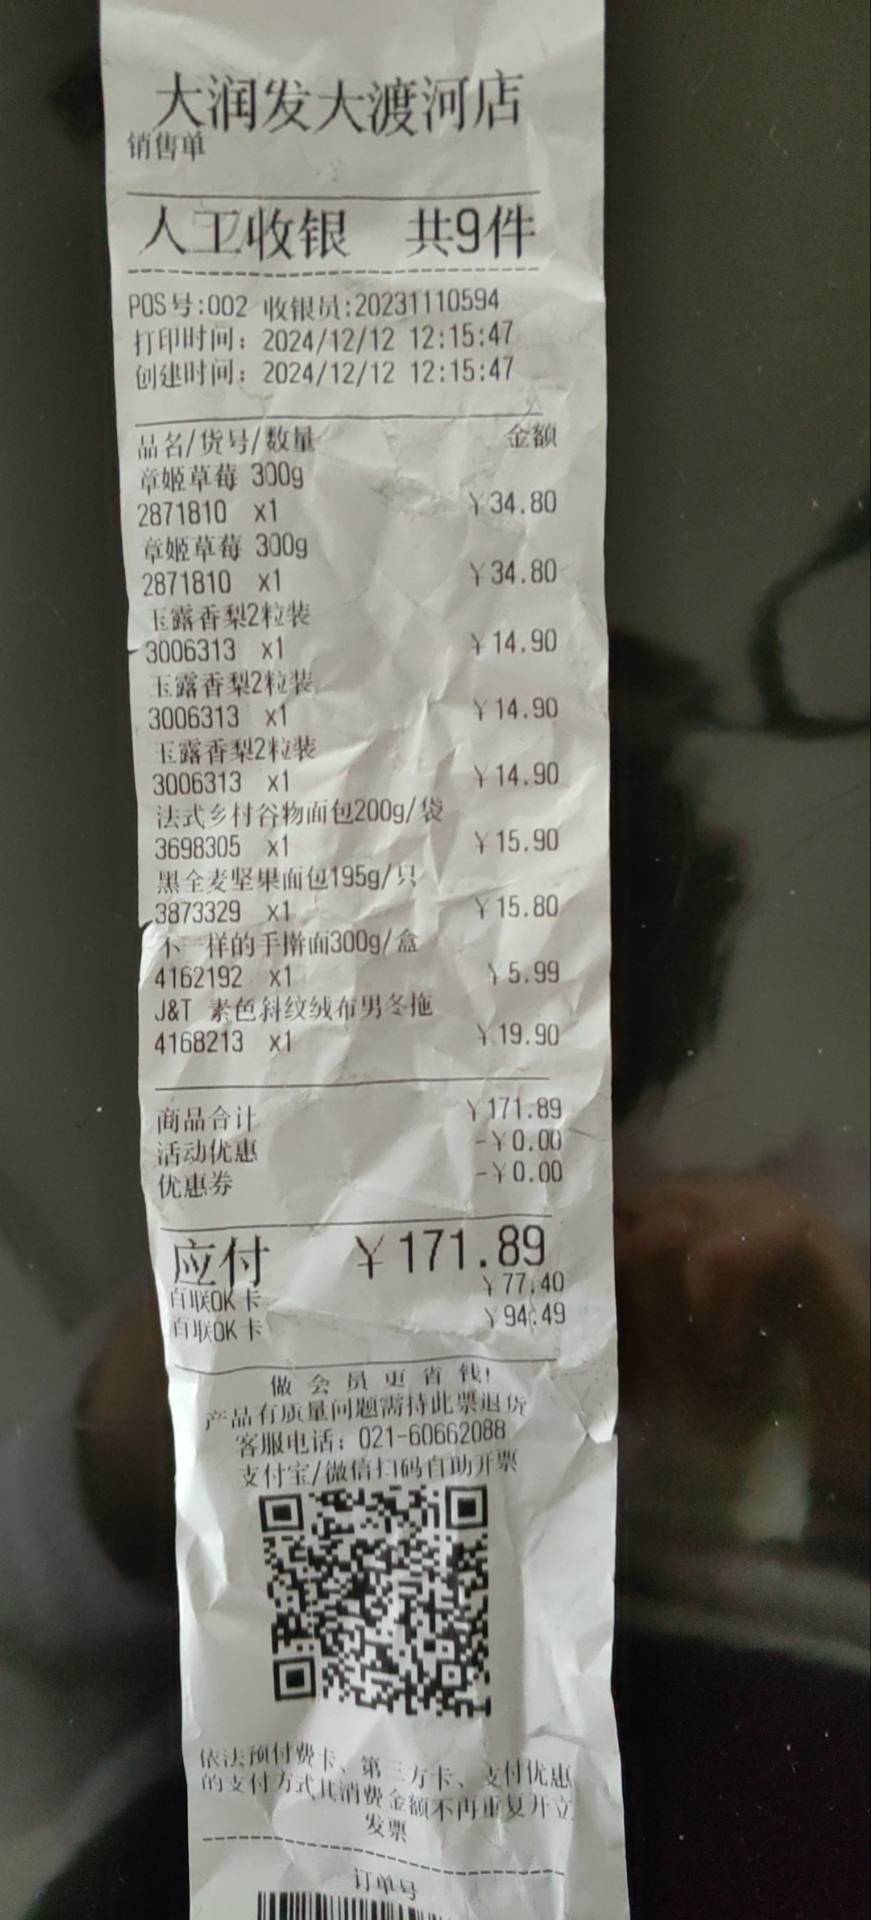 大润发大渡河店
销售单
人工收银 共9件
POS号:002 收银员:20231110594
打印时间: 2024/12/12 12:15:47
创建时间: 2024/12/12 12:15:47
品名/货号/数量 金额
章姬草莓 300g
2871810 x1 ￥34.80
章姬草莓 300g
2871810 x1 ￥34.80
玉露香梨2粒装
3006313 x1 ￥14.90
玉露香梨2粒装
3006313 x1 ￥14.90
玉露香梨2粒装
3006313 x1 ￥14.90
法式乡村谷物面包200g/袋
3698305 x1 ￥15.90
黑全麦坚果面包195g/只
3873329 x1 ￥15.80
不一样的手擀面300g/盒
4162192 x1 ￥5.99
J&T 素色斜纹绒布男冬拖
4168213 x1 ￥19.90
商品合计 ￥171.89
活动优惠 -￥0.00
优惠券 -￥0.00
应付 ￥171.89
百联OK卡 ￥77.40
百联OK卡 ￥94.49
做会员更省钱!
产品有质量问题需持此票退货
客服电话: 021-60662088
支付宝/微信扫码自助开票
依法预付费卡、第三方卡、支付优惠
的支付方式其消费金额不再重复开立
发票
订单号